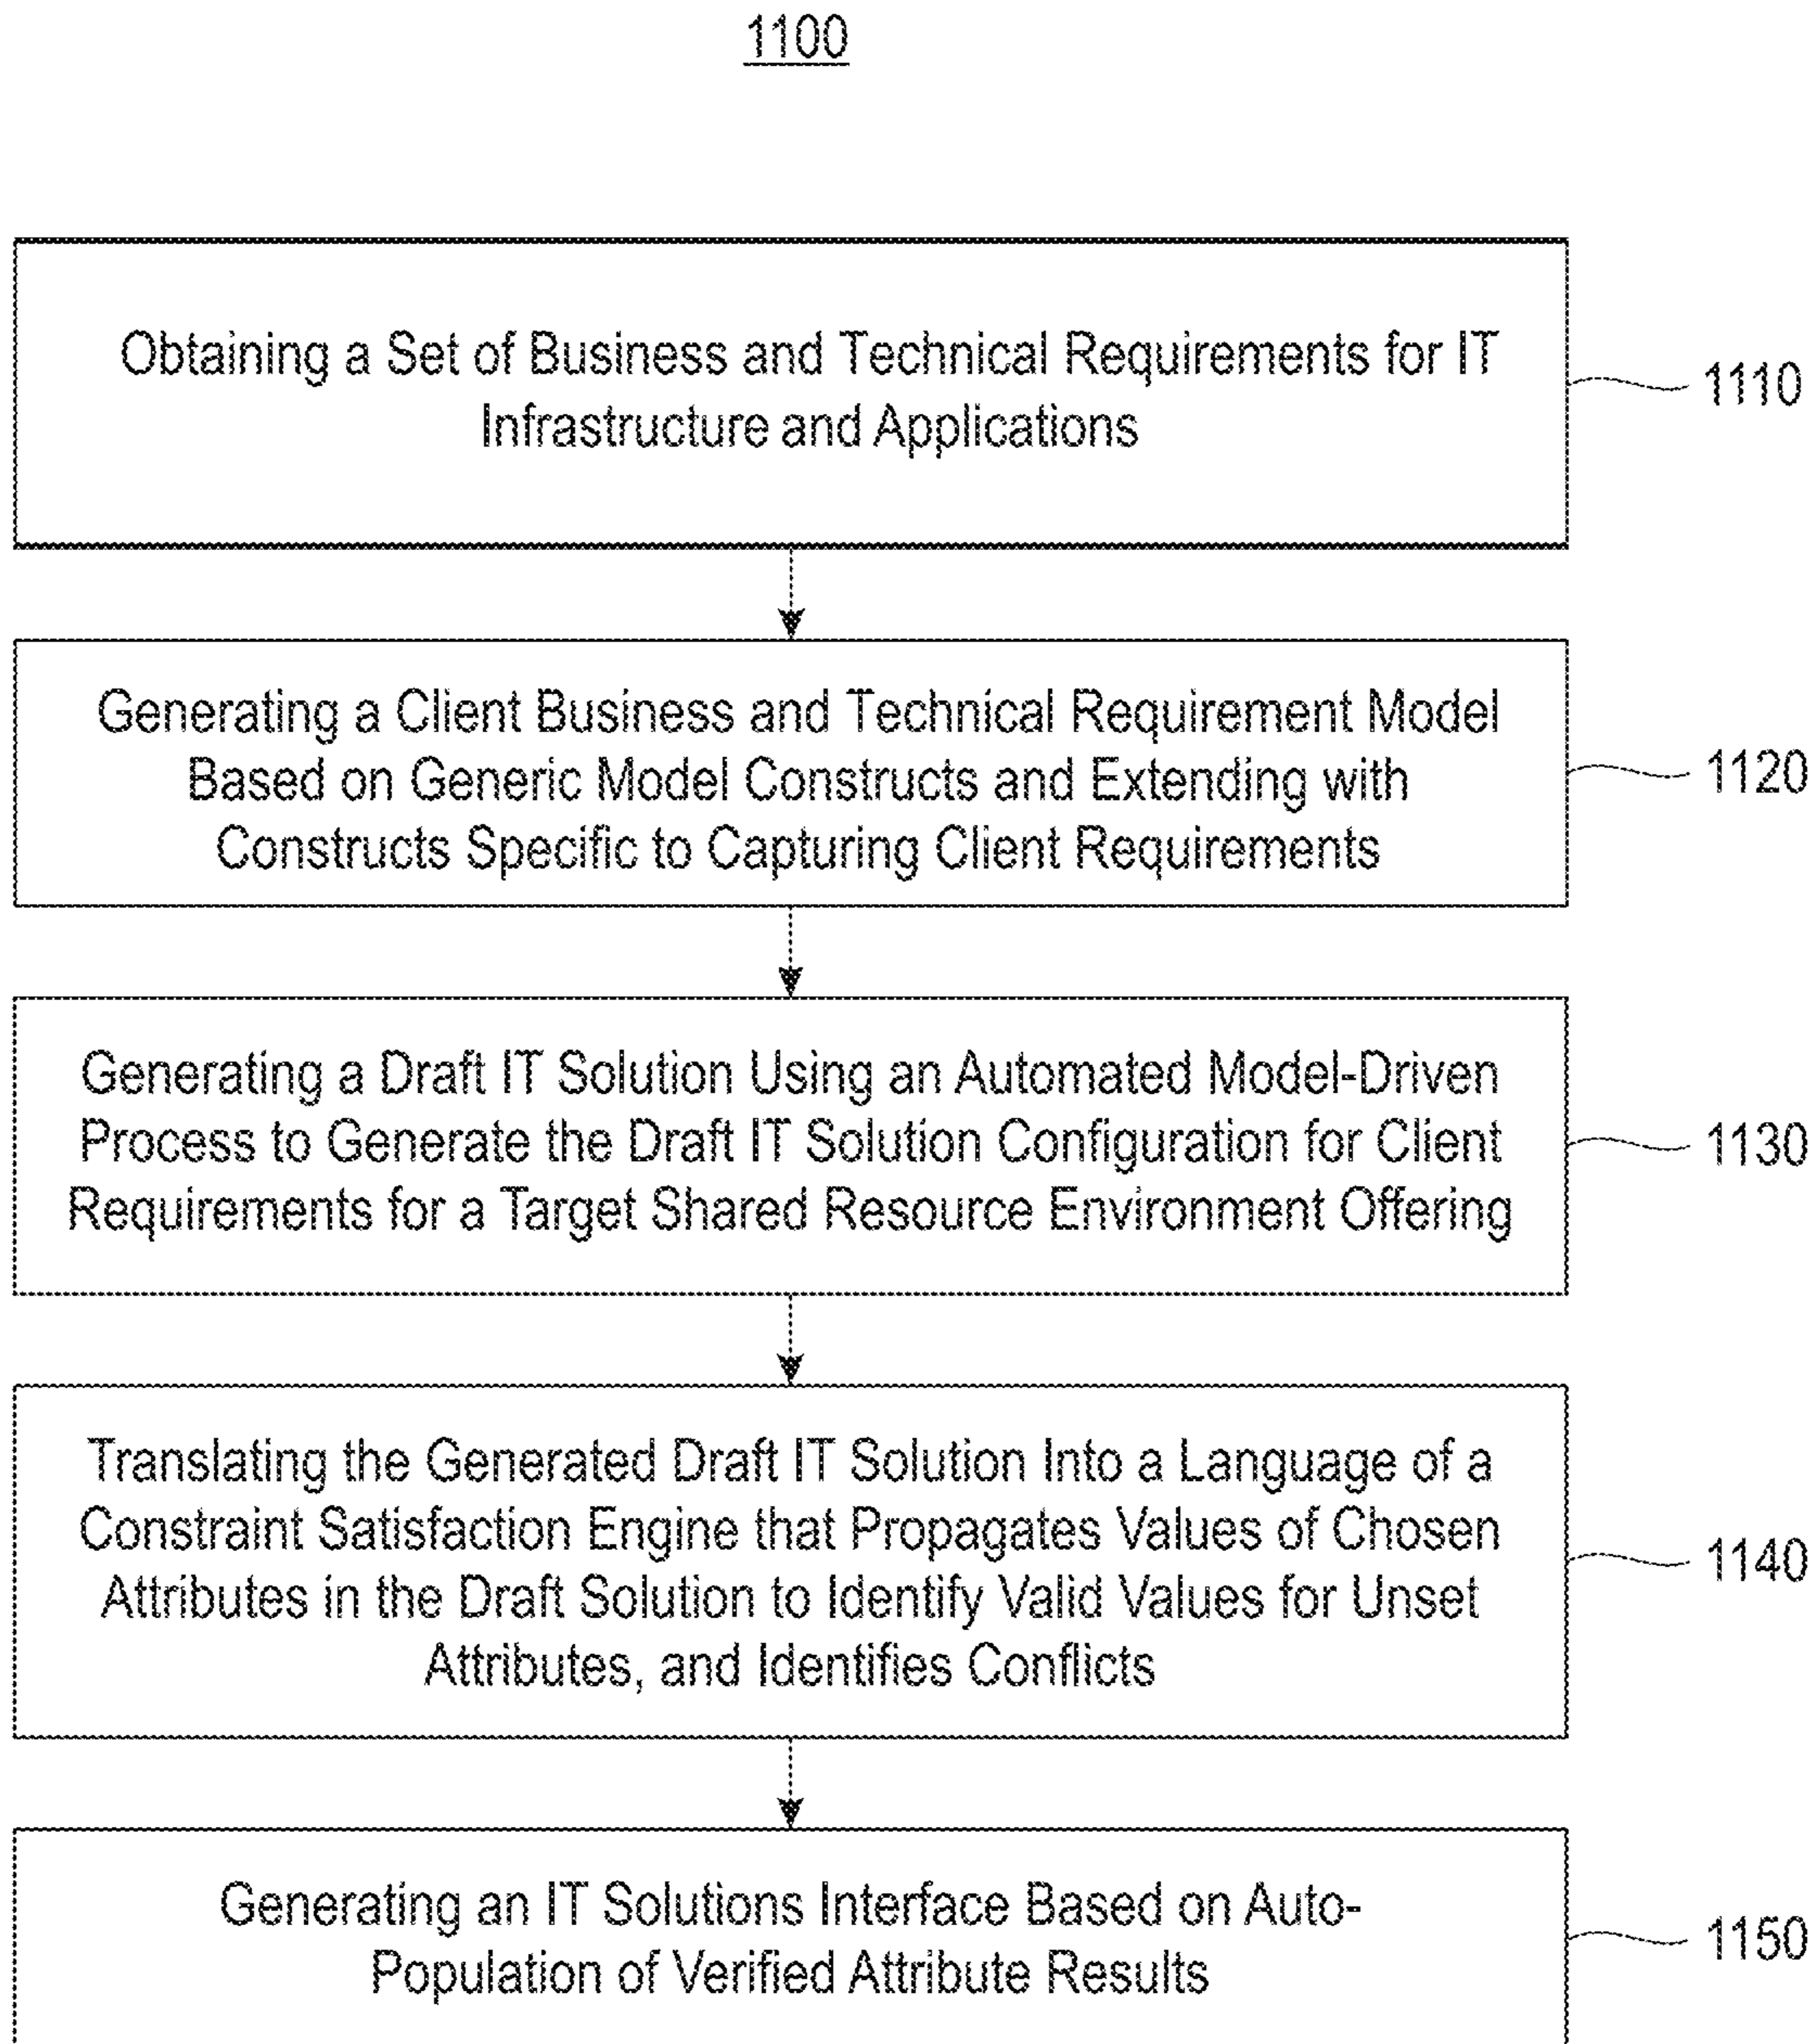 1100
Obtaining a Set of Business and Technical Requirements for IT
Infrastructure and Applications
1110
Generating a Client Business and Technical Requirement Model
Based on Generic Model Constructs and Extending with
Constructs Specific to Capturing Client Requirements
1120
Generating a Draft IT Solution Using an Automated Model-Driven
Process to Generate the Draft IT Solution Configuration for Client
Requirements for a Target Shared Resource Environment Offering
1130
Translating the Generated Draft IT Solution Into a Language of a
Constraint Satisfaction Engine that Propagates Values of Chosen
Attributes in the Draft Solution to Identify Valid Values for Unset
Attributes, and Identifies Conflicts
1140
Generating an IT Solutions Interface Based on Auto-
Population of Verified Attribute Results
1150